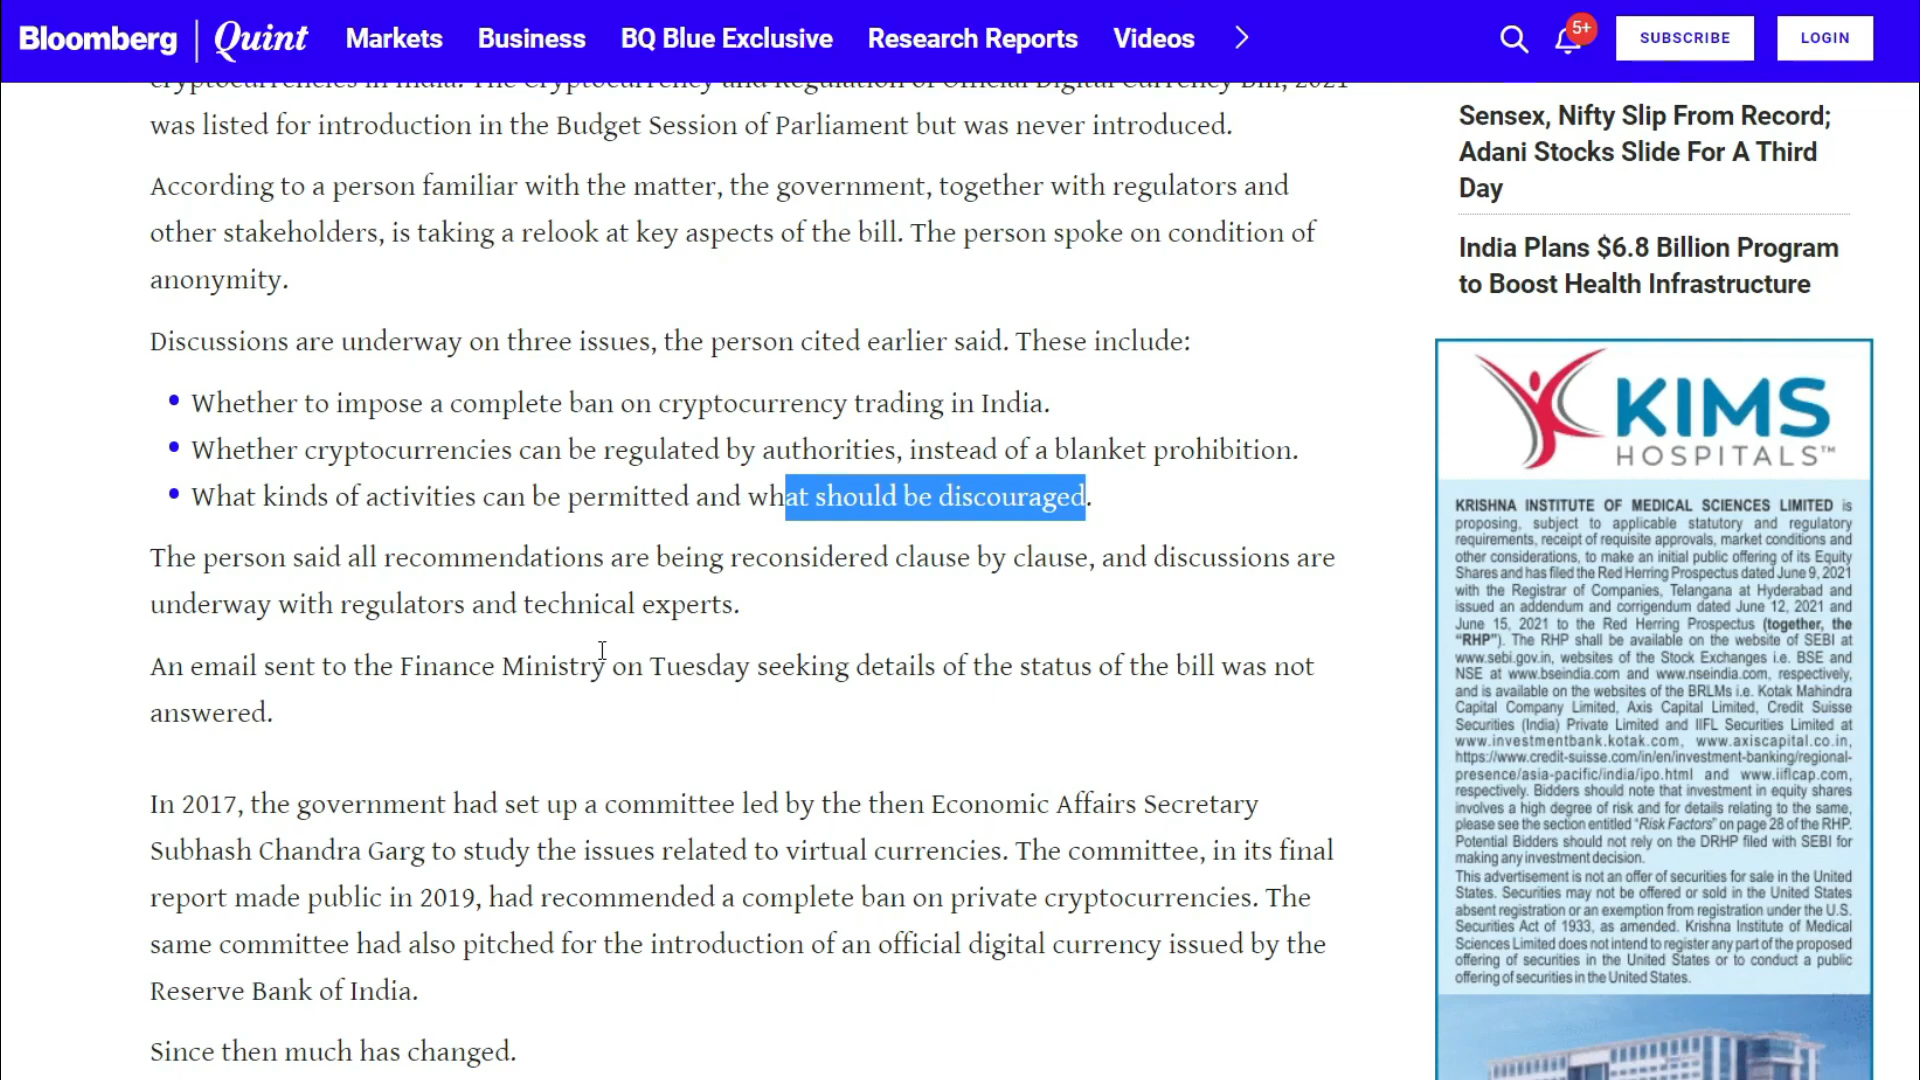 Bloomberg | Quint Markets Business BQ Blue Exclusive Research Reports Videos 5+ SUBSCRIBE LOGIN
cryptocurrencies in India. The Cryptocurrency and Regulation of Official Digital Currency Bill, 2021
was listed for introduction in the Budget Session of Parliament but was never introduced.
According to a person familiar with the matter, the government, together with regulators and
other stakeholders, is taking a relook at key aspects of the bill. The person spoke on condition of
anonymity.
Discussions are underway on three issues, the person cited earlier said. These include:
• Whether to impose a complete ban on cryptocurrency trading in India.
• Whether cryptocurrencies can be regulated by authorities, instead of a blanket prohibition.
• What kinds of activities can be permitted and what should be discouraged.
The person said all recommendations are being reconsidered clause by clause, and discussions are
underway with regulators and technical experts.
An email sent to the Finance Ministry on Tuesday seeking details of the status of the bill was not
answered.
In 2017, the government had set up a committee led by the then Economic Affairs Secretary
Subhash Chandra Garg to study the issues related to virtual currencies. The committee, in its final
report made public in 2019, had recommended a complete ban on private cryptocurrencies. The
same committee had also pitched for the introduction of an official digital currency issued by the
Reserve Bank of India.
Since then much has changed.
Sensex, Nifty Slip From Record;
Adani Stocks Slide For A Third
Day
India Plans $6.8 Billion Program
to Boost Health Infrastructure
KIMS
HOSPITALS™
KRISHNA INSTITUTE OF MEDICAL SCIENCES LIMITED is
proposing, subject to applicable statutory and regulatory
requirements, receipt of requisite approvals, market conditions and
other considerations, to make an initial public offering of its Equity
Shares and has filed the Red Herring Prospectus dated June 9, 2021
with the Registrar of Companies, Telangana at Hyderabad and
issued an addendum and corrigendum dated June 12, 2021 and
June 15, 2021 to the Red Herring Prospectus (together, the
"RHP"). The RHP shall be available on the website of SEBI at
www.sebi.gov.in, websites of the Stock Exchanges i.e. BSE and
NSE at www.bseindia.com and www.nseindia.com, respectively,
and is available on the websites of the BRLMs i.e. Kotak Mahindra
Capital Company Limited, Axis Capital Limited, Credit Suisse
Securities (India) Private Limited and IIFL Securities Limited at
www.investmentbank.kotak.com, www.axiscapital.co.in,
https://www.credit-suisse.com/in/en/investment-banking/regional-
presence/asia-pacific/india/ipo.html and www.iiflcap.com,
respectively. Bidders should note that investment in equity shares
involves a high degree of risk and for details relating to the same,
please see the section entitled "Risk Factors" on page 28 of the RHP.
Potential Bidders should not rely on the DRHP filed with SEBI for
making any investment decision.
This advertisement is not an offer of securities for sale in the United
States. Securities may not be offered or sold in the United States
absent registration or an exemption from registration under the U.S.
Securities Act of 1933, as amended. Krishna Institute of Medical
Sciences Limited does not intend to register any part of the proposed
offering of securities in the United States or to conduct a public
offering of securities in the United States.